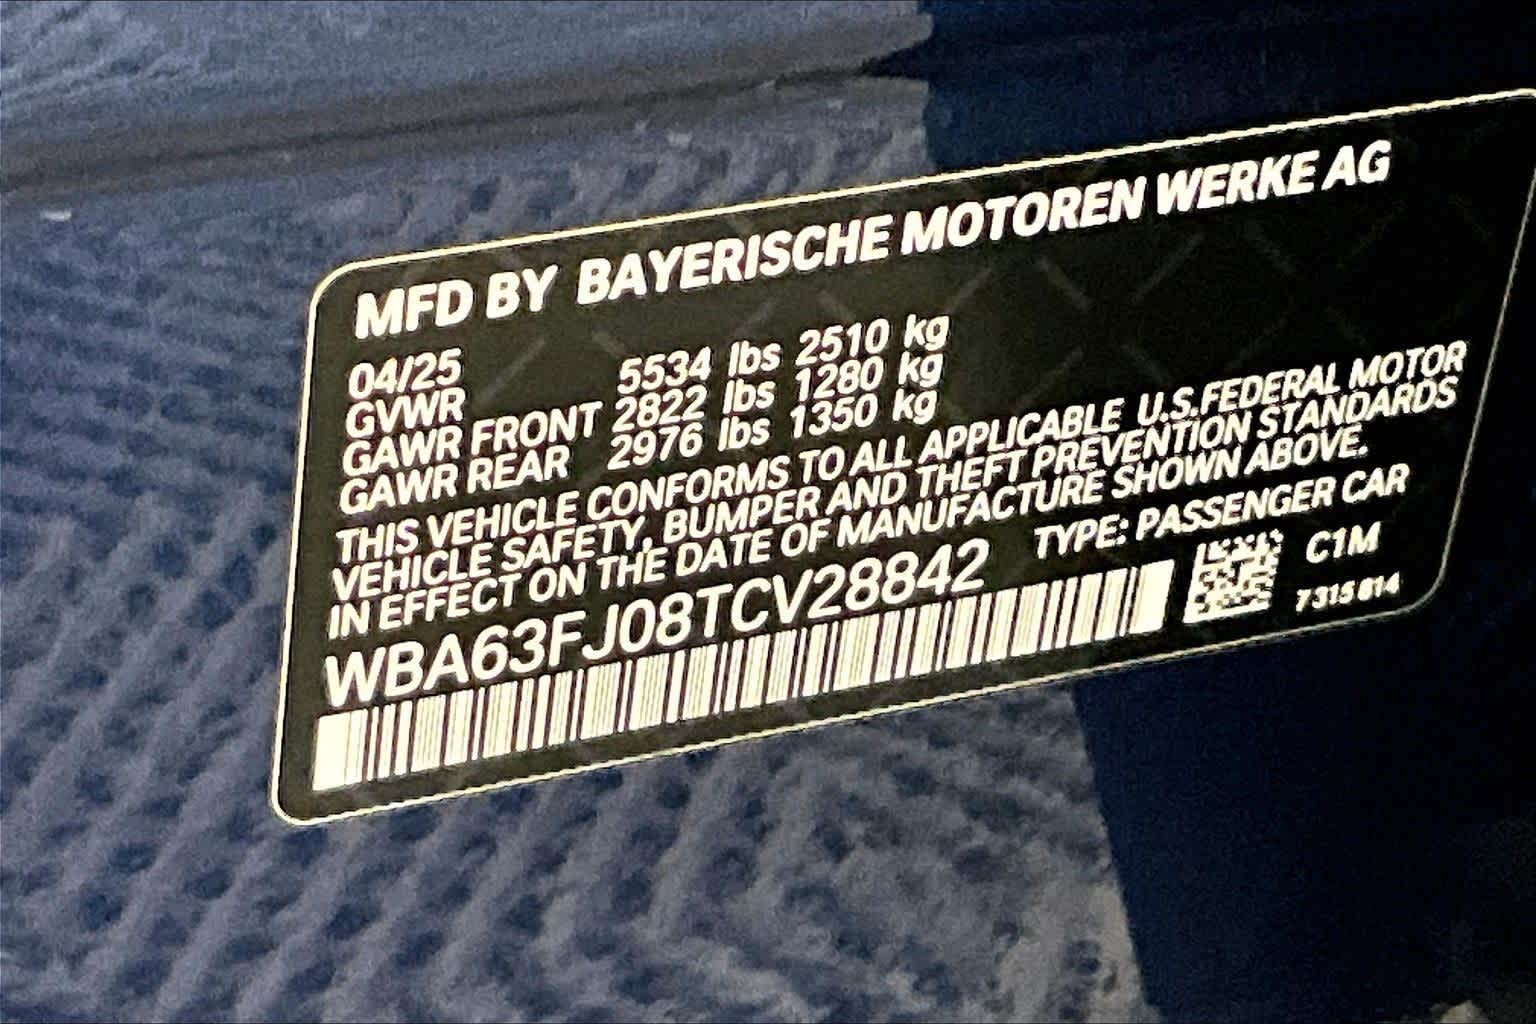 MFD BY BAYERISCHE MOTOREN WERKE AG
04/25
GVWR 5534 lbs 2510 kg
GAWR FRONT 2822 lbs 1280 kg
GAWR REAR 2976 lbs 1350 kg
THIS VEHICLE CONFORMS TO ALL APPLICABLE U.S.FEDERAL MOTOR
VEHICLE SAFETY, BUMPER AND THEFT PREVENTION STANDARDS
IN EFFECT ON THE DATE OF MANUFACTURE SHOWN ABOVE.
WBA63FJ08TCV28842 TYPE: PASSENGER CAR
C1M
7315814